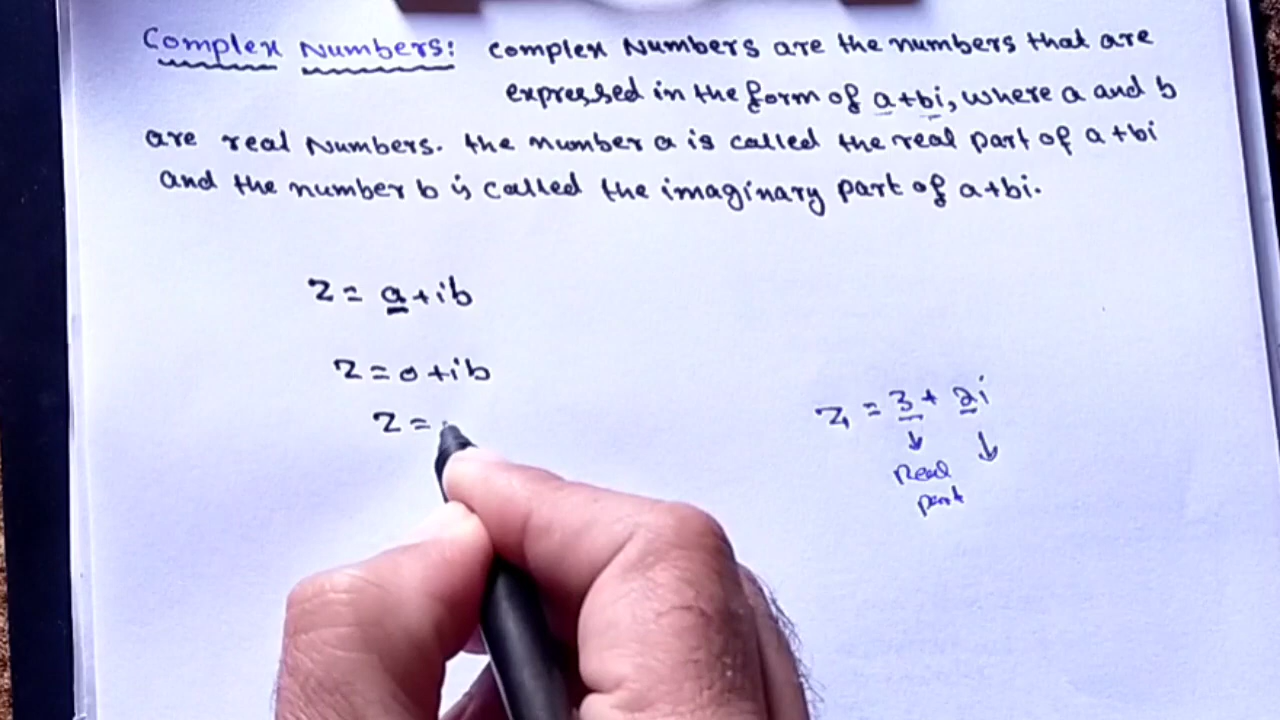 Complex Numbers: Complex Numbers are the numbers that are
expressed in the form of a+bi, where a and b
are real Numbers. the number a is called the real part of a+bi
and the number b is called the imaginary part of a+bi.
Z = a+ib
Z = 0+ib
Z =
Z₁ = 3 + 2i
Real
part